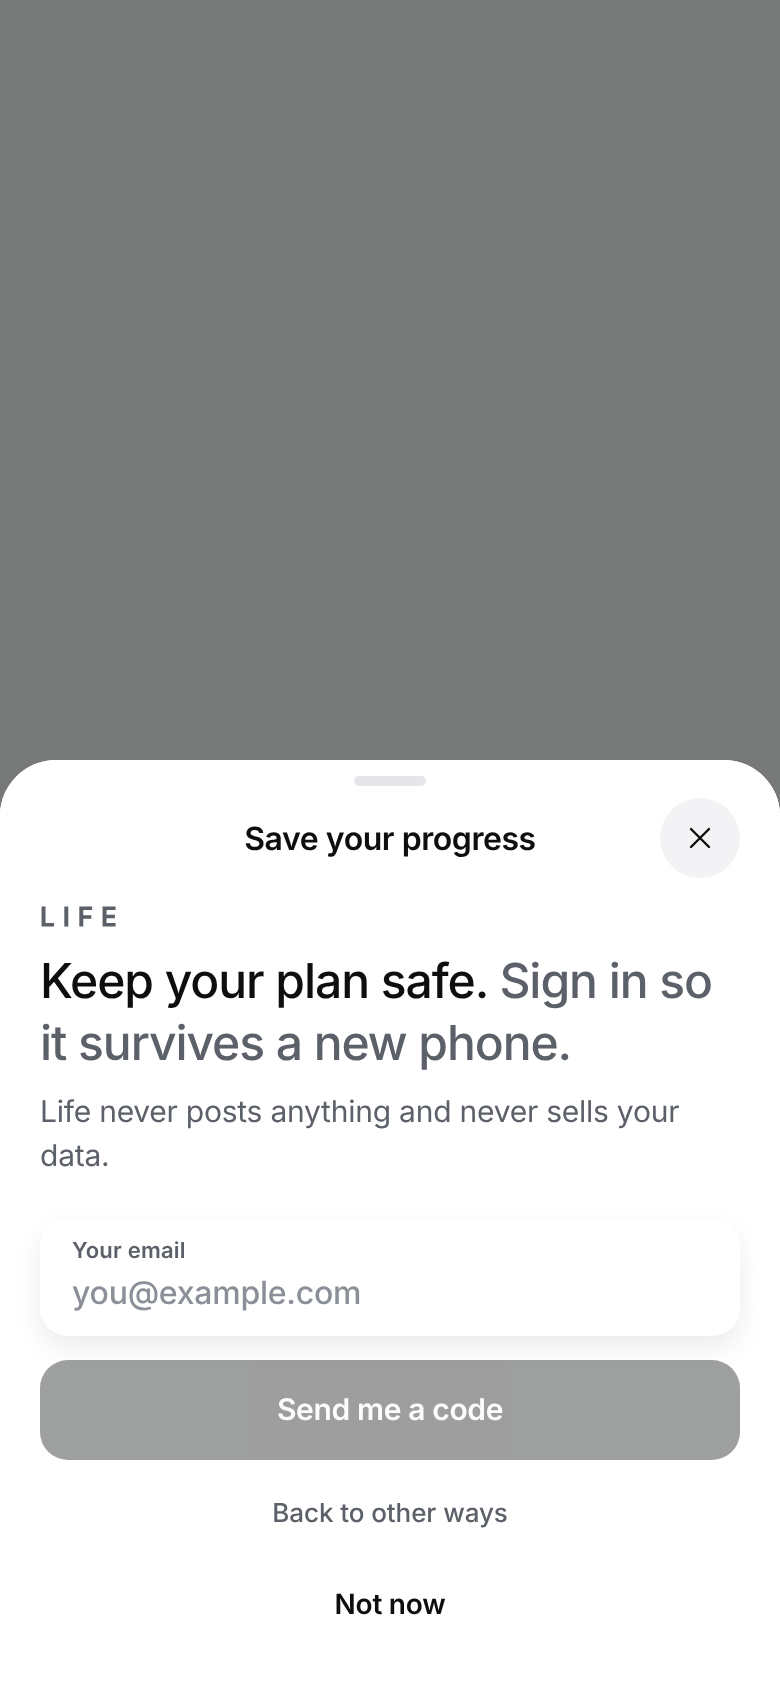 Save your progress
LIFE
Keep your plan safe. Sign in so
it survives a new phone.
Life never posts anything and never sells your
data.
Your email
you@example.com
Send me a code
Back to other ways
Not now